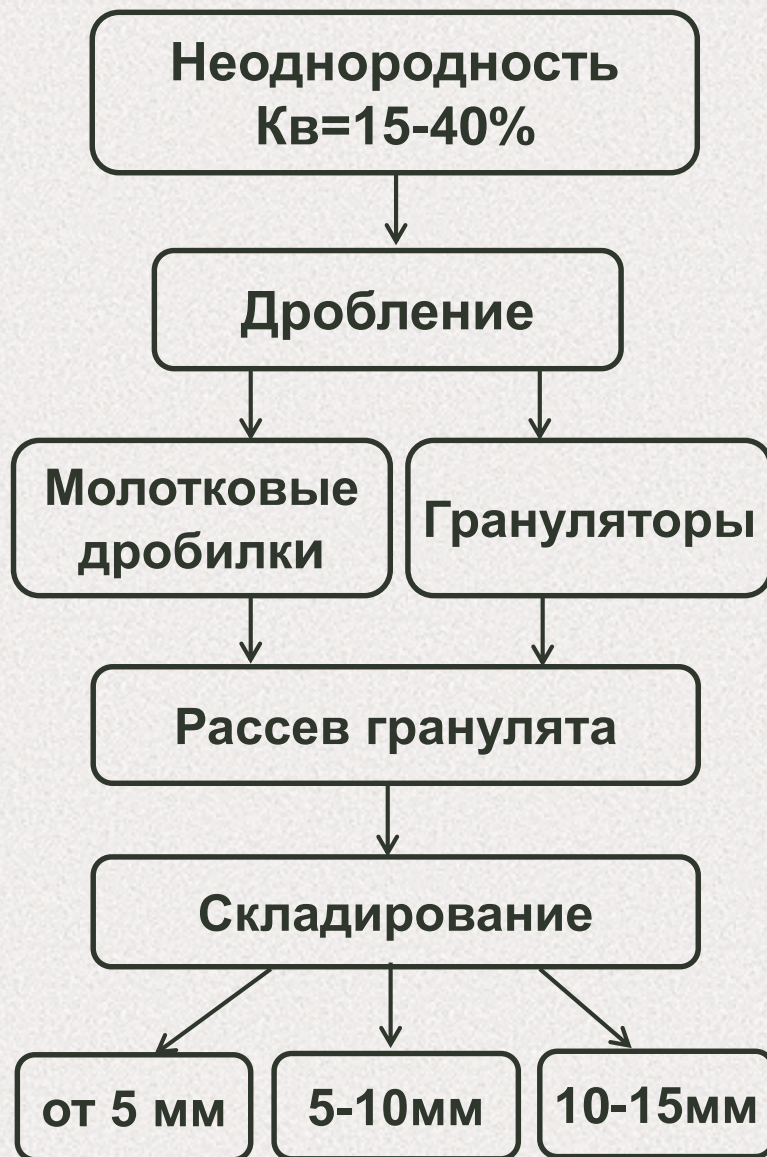 Неоднородность
Кв=15-40%
Дробление
Молотковые
дробилки
Грануляторы
Рассев гранулята
Складирование
от 5 мм
5-10мм
10-15мм